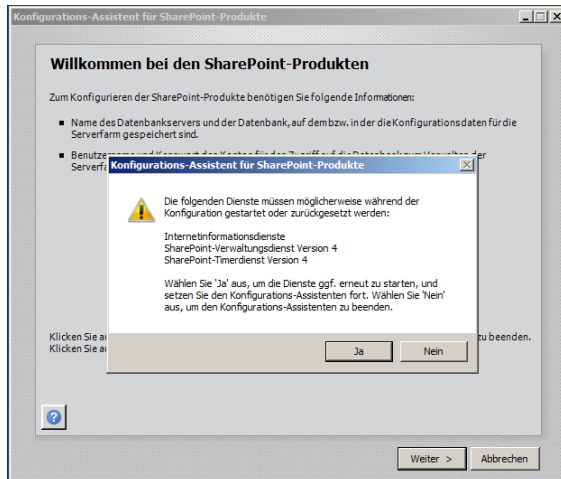 Konfigurations-Assistent für SharePoint-Produkte
Willkommen bei den SharePoint-Produkten
Zum Konfigurieren der SharePoint-Produkte benötigen Sie folgende Informationen:
Name des Datenbankservers und der Datenbank, auf dem bzw. in der die Konfigurationsdaten für die
Serverfarm gespeichert sind.
Konfigurations-Assistent für SharePoint-Produkte
Die folgenden Dienste müssen möglicherweise während der
Konfiguration gestartet oder zurückgesetzt werden:
Internetinformationsdienste
SharePoint-Verwaltungsdienst Version 4
SharePoint-Timerdienst Version 4
Wählen Sie 'Ja' aus, um die Dienste ggf. erneut zu starten, und
setzen Sie den Konfigurations-Assistenten fort. Wählen Sie 'Nein'
aus, um den Konfigurations-Assistenten zu beenden.
Ja Nein
Klicken Sie zu beenden.
Klicken Sie
Weiter > Abbrechen